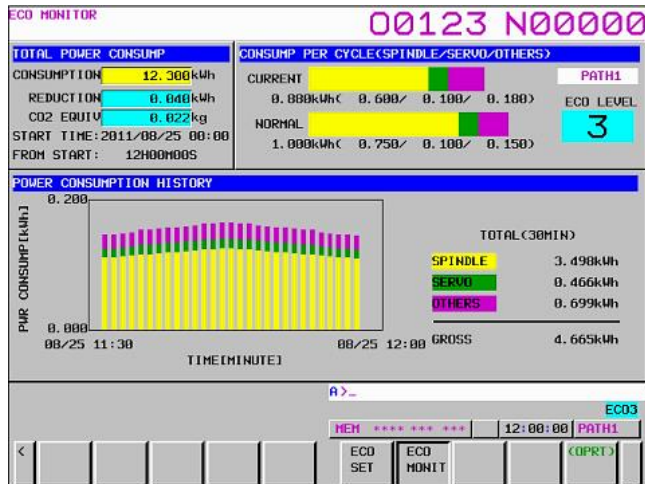 ECO MONITOR
O0123 N00000
TOTAL POWER CONSUMP
CONSUMPTION 12.300kWh
REDUCTION 0.040kWh
CO2 EQUIV 0.022kg
START TIME:2011/08/25 00:00
FROM START: 12H00M00S
CONSUMP PER CYCLE(SPINDLE/SERVO/OTHERS)
CURRENT
0.880kWh( 0.600/ 0.100/ 0.180)
NORMAL
1.000kWh( 0.750/ 0.100/ 0.150)
PATH1
ECO LEVEL
3
POWER CONSUMPTION HISTORY
PWR CONSUMP[kWh]
0.200
0.000
08/25 11:30
08/25 12:00
TIME[MINUTE]
TOTAL(30MIN)
SPINDLE 3.498kWh
SERVO 0.466kWh
OTHERS 0.699kWh
GROSS 4.665kWh
A>_
ECO3
MEM **** *** *** 12:00:00 PATH1
< ECO SET ECO MONIT (OPRT)